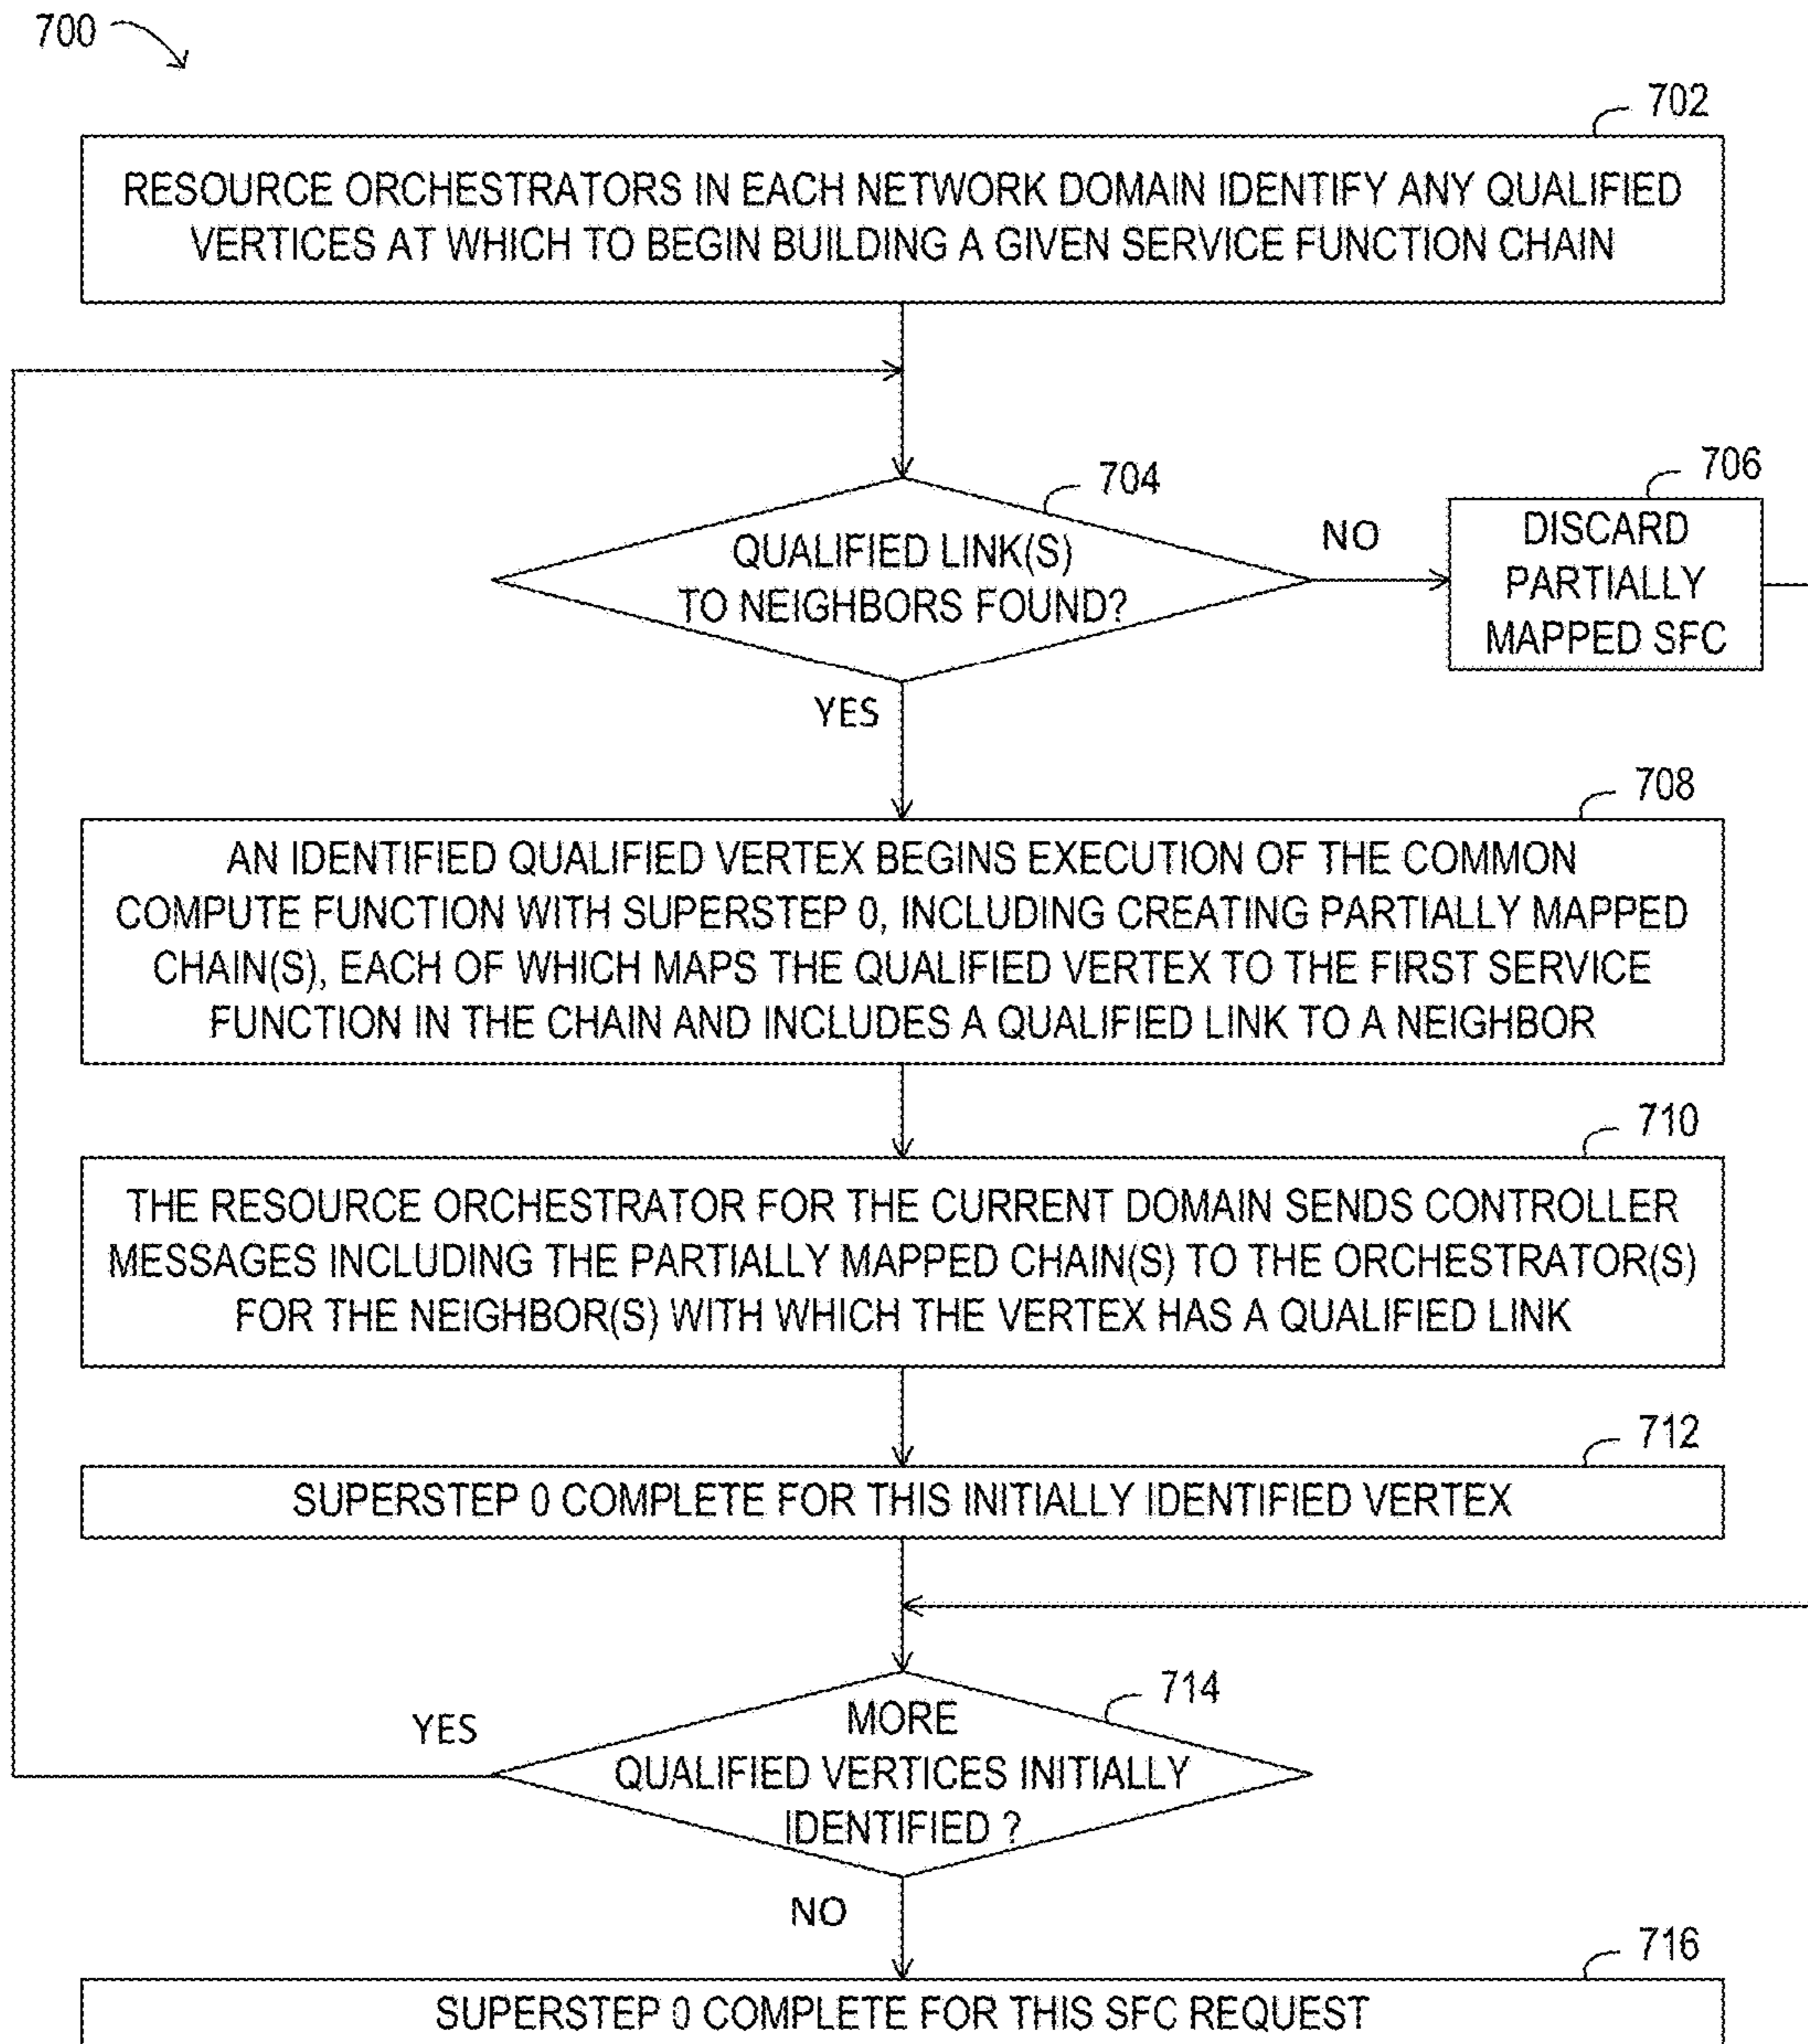 700
702
RESOURCE ORCHESTRATORS IN EACH NETWORK DOMAIN IDENTIFY ANY QUALIFIED
VERTICES AT WHICH TO BEGIN BUILDING A GIVEN SERVICE FUNCTION CHAIN
704
QUALIFIED LINK(S)
TO NEIGHBORS FOUND?
NO
706
DISCARD
PARTIALLY
MAPPED SFC
YES
708
AN IDENTIFIED QUALIFIED VERTEX BEGINS EXECUTION OF THE COMMON
COMPUTE FUNCTION WITH SUPERSTEP 0, INCLUDING CREATING PARTIALLY MAPPED
CHAIN(S), EACH OF WHICH MAPS THE QUALIFIED VERTEX TO THE FIRST SERVICE
FUNCTION IN THE CHAIN AND INCLUDES A QUALIFIED LINK TO A NEIGHBOR
710
THE RESOURCE ORCHESTRATOR FOR THE CURRENT DOMAIN SENDS CONTROLLER
MESSAGES INCLUDING THE PARTIALLY MAPPED CHAIN(S) TO THE ORCHESTRATOR(S)
FOR THE NEIGHBOR(S) WITH WHICH THE VERTEX HAS A QUALIFIED LINK
712
SUPERSTEP 0 COMPLETE FOR THIS INITIALLY IDENTIFIED VERTEX
714
MORE
QUALIFIED VERTICES INITIALLY
IDENTIFIED ?
YES
NO
716
SUPERSTEP 0 COMPLETE FOR THIS SFC REQUEST